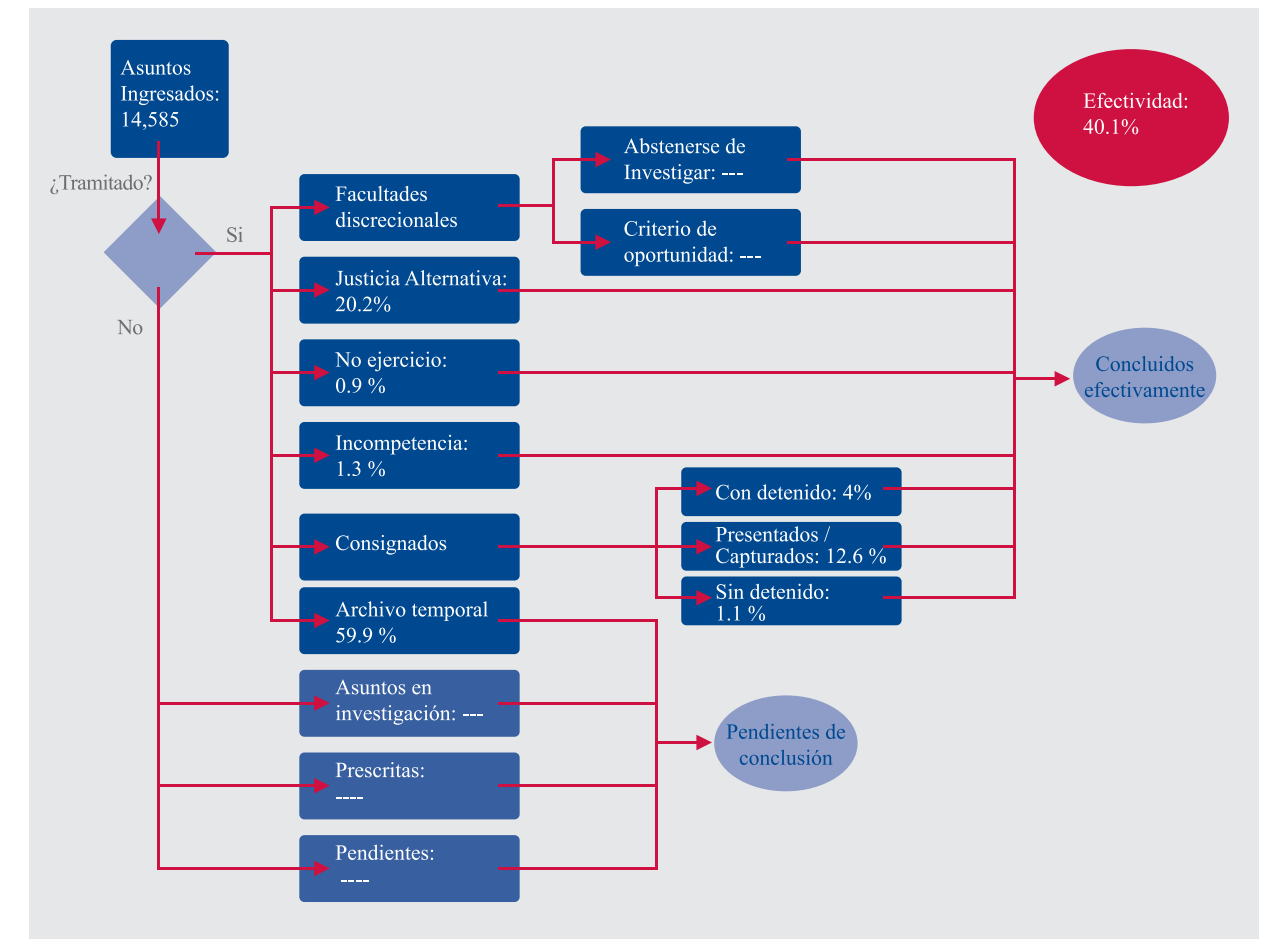 Asuntos
Ingresados:
14,585
¿Tramitado?
Si
No
Facultades
discrecionales
Abstenerse de
Investigar: ---
Criterio de
oportunidad: ---
Justicia Alternativa:
20.2%
No ejercicio:
0.9 %
Incompetencia:
1.3 %
Consignados
Con detenido: 4%
Presentados /
Capturados: 12.6 %
Sin detenido:
1.1 %
Archivo temporal
59.9 %
Asuntos en
investigación: ---
Prescritas:
----
Pendientes:
----
Efectividad:
40.1%
Concluidos
efectivamente
Pendientes de
conclusión